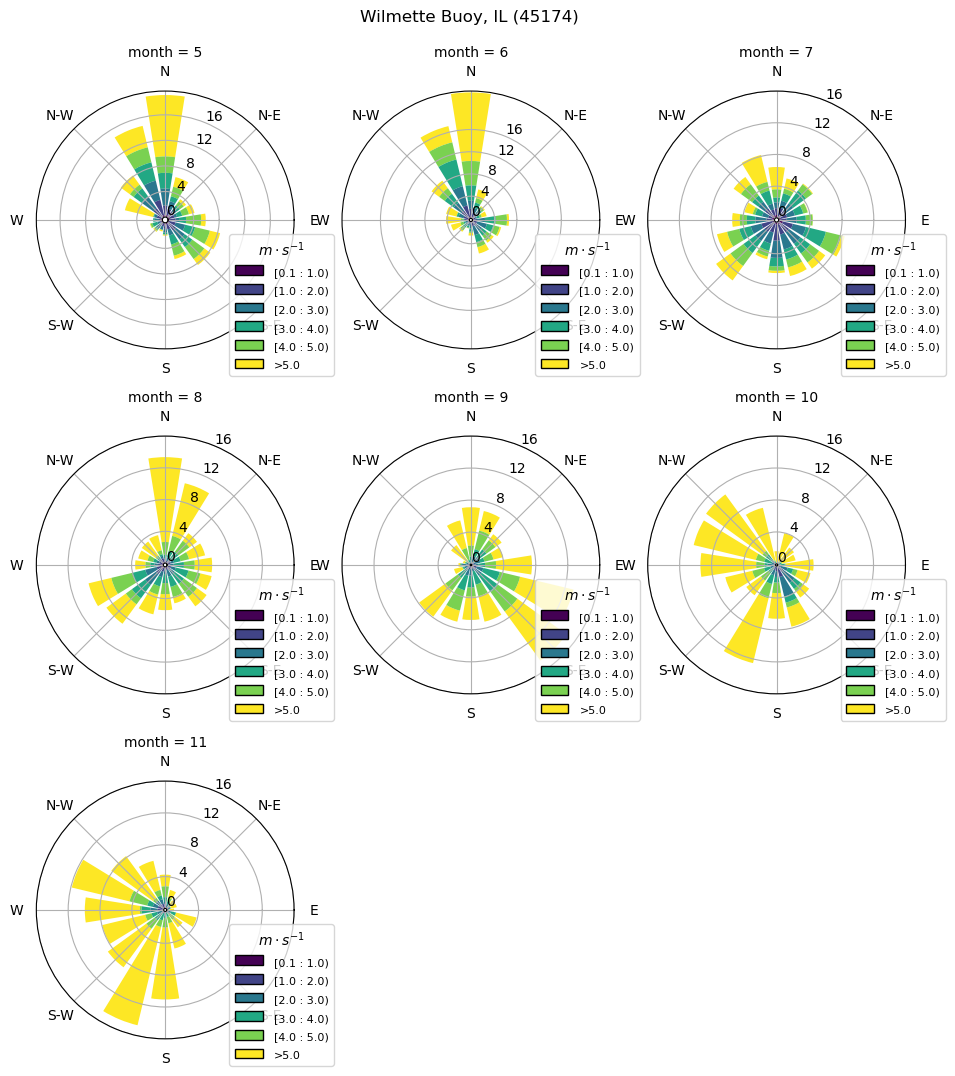 Wilmette Buoy, IL (45174)
month = 5
N
N-W
N-E
16
12
8
4
0
W
E
S-W
S-E
S
m · s⁻¹
[0.1 : 1.0)
[1.0 : 2.0)
[2.0 : 3.0)
[3.0 : 4.0)
[4.0 : 5.0)
>5.0
month = 6
N
N-W
N-E
16
12
8
4
0
W
E
S-W
S-E
S
m · s⁻¹
[0.1 : 1.0)
[1.0 : 2.0)
[2.0 : 3.0)
[3.0 : 4.0)
[4.0 : 5.0)
>5.0
month = 7
N
N-W
N-E
16
12
8
4
0
W
E
S-W
S-E
S
m · s⁻¹
[0.1 : 1.0)
[1.0 : 2.0)
[2.0 : 3.0)
[3.0 : 4.0)
[4.0 : 5.0)
>5.0
month = 8
N
N-W
N-E
16
12
8
4
0
W
E
S-W
S-E
S
m · s⁻¹
[0.1 : 1.0)
[1.0 : 2.0)
[2.0 : 3.0)
[3.0 : 4.0)
[4.0 : 5.0)
>5.0
month = 9
N
N-W
N-E
16
12
8
4
0
W
E
S-W
S-E
S
m · s⁻¹
[0.1 : 1.0)
[1.0 : 2.0)
[2.0 : 3.0)
[3.0 : 4.0)
[4.0 : 5.0)
>5.0
month = 10
N
N-W
N-E
16
12
8
4
0
W
E
S-W
S-E
S
m · s⁻¹
[0.1 : 1.0)
[1.0 : 2.0)
[2.0 : 3.0)
[3.0 : 4.0)
[4.0 : 5.0)
>5.0
month = 11
N
N-W
N-E
16
12
8
4
0
W
E
S-W
S-E
S
m · s⁻¹
[0.1 : 1.0)
[1.0 : 2.0)
[2.0 : 3.0)
[3.0 : 4.0)
[4.0 : 5.0)
>5.0